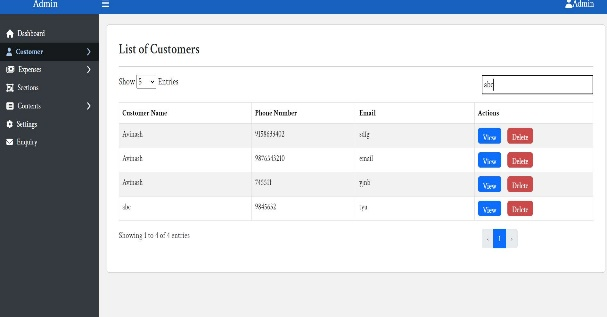 Admin
Admin
Dashboard
Customer
Expenses
Sections
Contents
Settings
Enquiry
List of Customers
Show 5 Entries
abc
Customer Name Phone Number Email Actions
Avinash View Delete
Avinash 9876543210 email View Delete
Avinash View Delete
abc View Delete
Showing 1 to 4 of 4 entries
‹ 1 ›